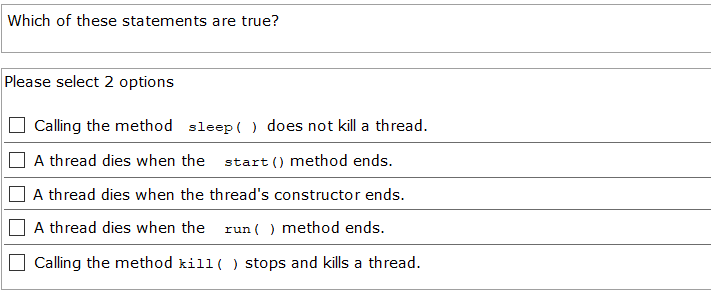 Which of these statements are true?
Please select 2 options
Calling the method sleep( ) does not kill a thread.
A thread dies when the start() method ends.
A thread dies when the thread's constructor ends.
A thread dies when the run( ) method ends.
Calling the method kill( ) stops and kills a thread.